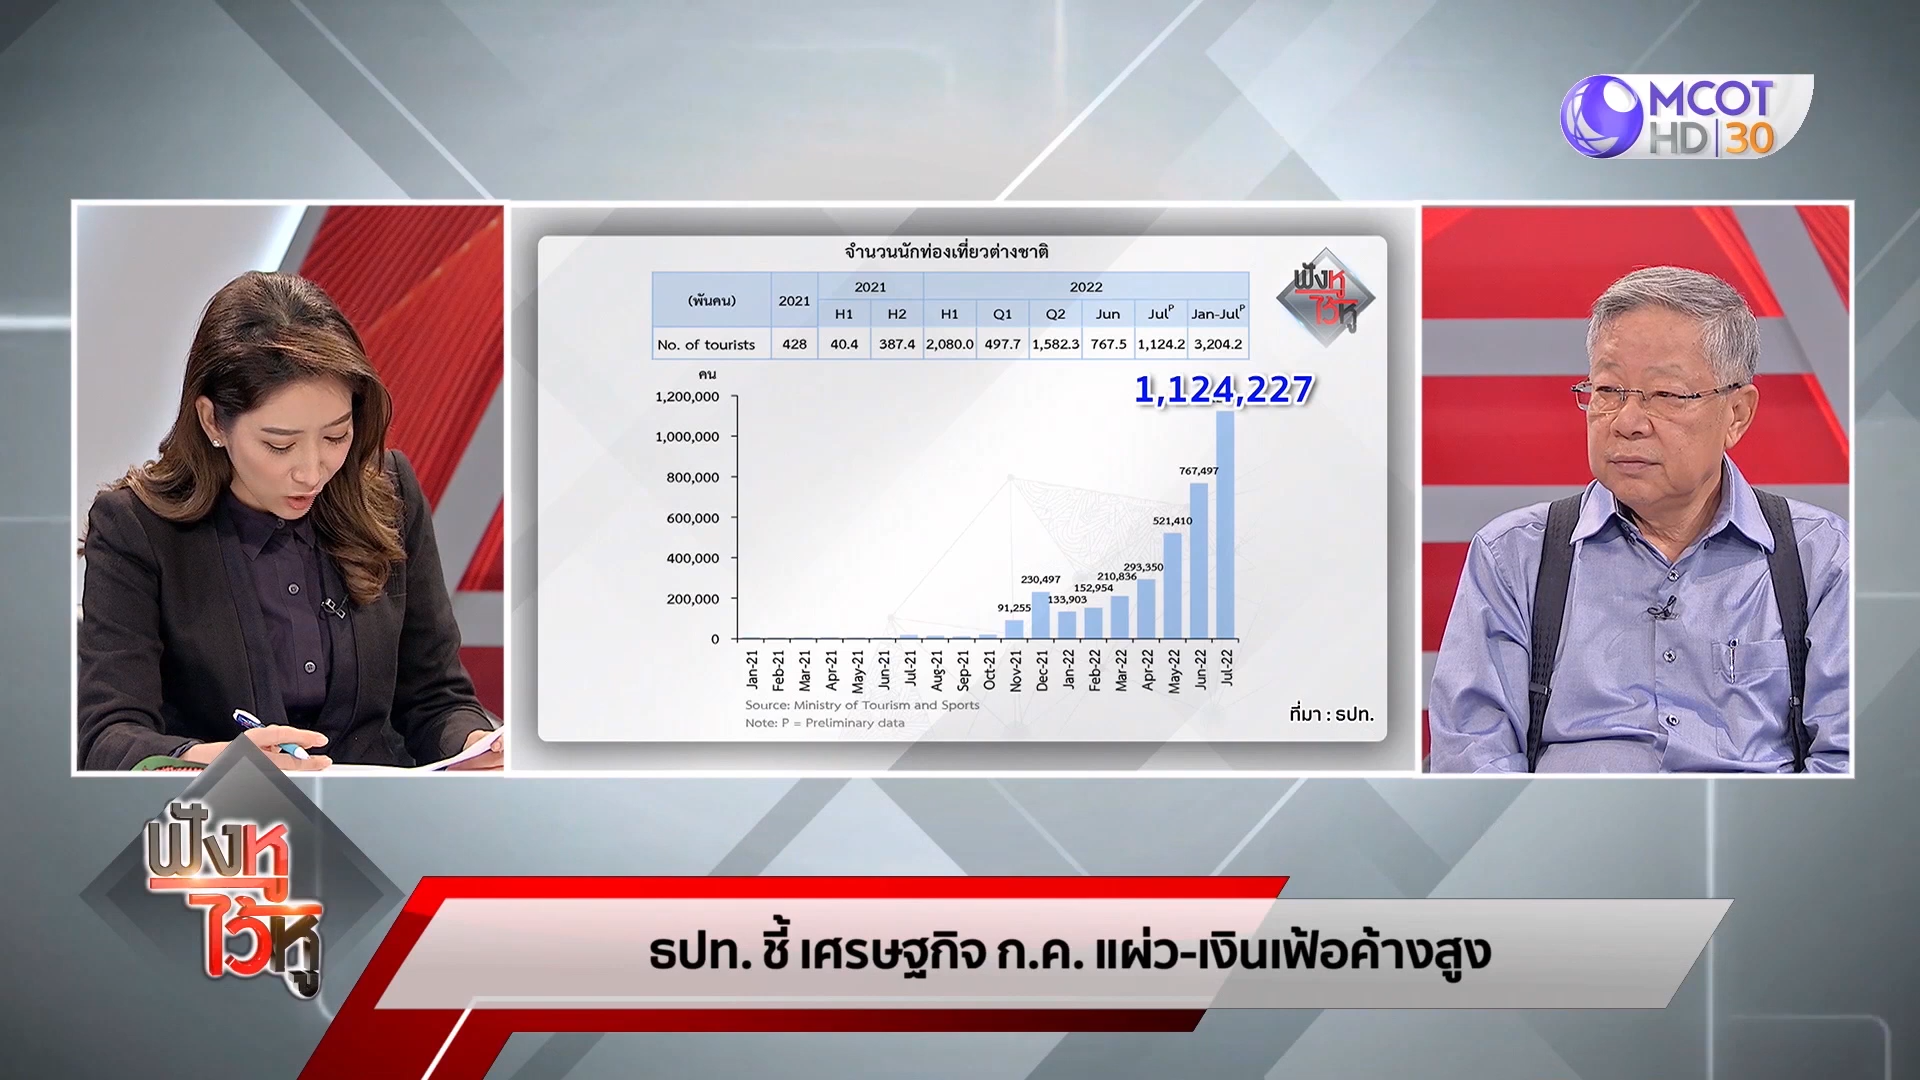 MCOT
HD 30
จำนวนนักท่องเที่ยวต่างชาติ
(พันคน) 2021 2021 2022
H1 H2 H1 Q1 Q2 Jun Julᴾ Jan-Julᴾ
No. of tourists 428 40.4 387.4 2,080.0 497.7 1,582.3 767.5 1,124.2 3,204.2
ฟังหู
ไว้หู
คน
1,124,227
1,200,000
1,000,000
800,000
600,000
400,000
200,000
0
91,255
230,497
133,903
152,954
210,836
293,350
521,410
767,497
Jan-21 Feb-21 Mar-21 Apr-21 May-21 Jun-21 Jul-21 Aug-21 Sep-21 Oct-21 Nov-21 Dec-21 Jan-22 Feb-22 Mar-22 Apr-22 May-22 Jun-22 Jul-22
Source: Ministry of Tourism and Sports
Note: P = Preliminary data
ที่มา : ธปท.
ฟังหู
ไว้หู
ธปท. ชี้ เศรษฐกิจ ก.ค. แผ่ว-เงินเฟ้อค้างสูง